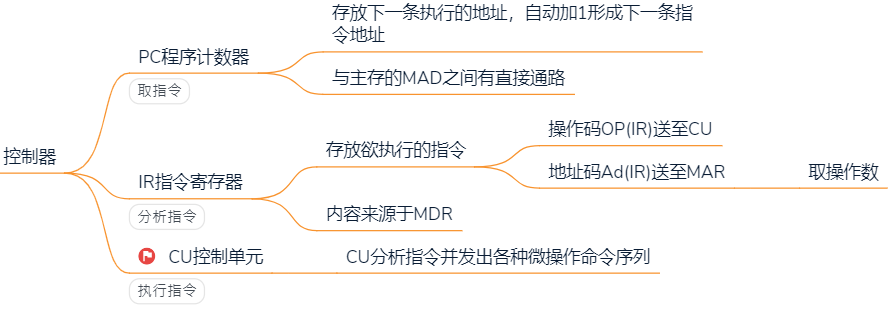 控制器
PC程序计数器
取指令
存放下一条执行的地址，自动加1形成下一条指
令地址
与主存的MAD之间有直接通路
IR指令寄存器
分析指令
存放欲执行的指令
操作码OP(IR)送至CU
地址码Ad(IR)送至MAR
取操作数
内容来源于MDR
CU控制单元
执行指令
CU分析指令并发出各种微操作命令序列